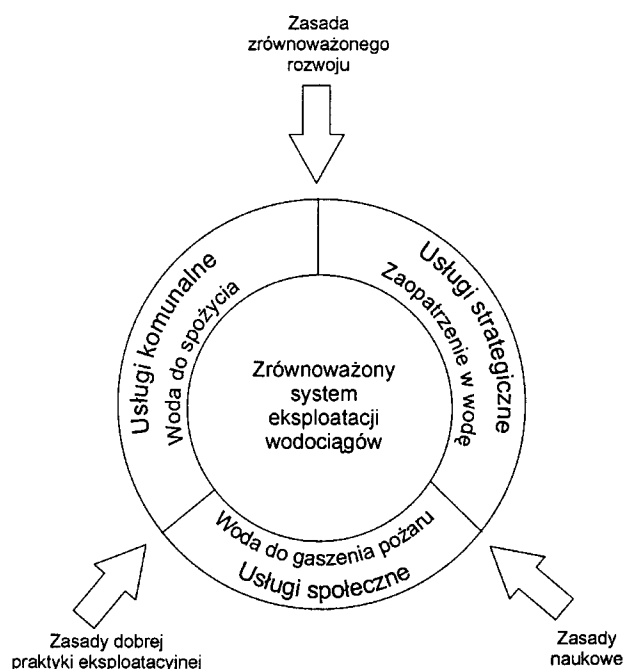 Zasada
zrównoważonego
rozwoju
Usługi komunalne
Woda do spożycia
Usługi strategiczne
Zaopatrzenie w wodę
Zrównoważony
system
eksploatacji
wodociągów
Woda do gaszenia pożaru
Usługi społeczne
Zasady dobrej
praktyki eksploatacyjnej
Zasady
naukowe